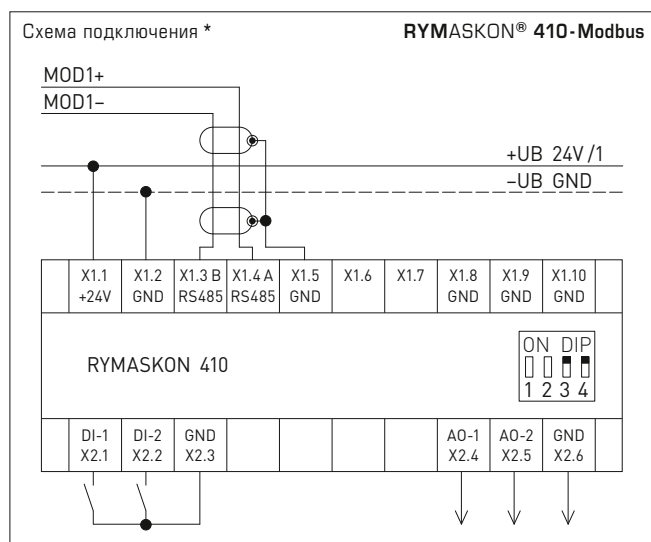 Схема подключения * RYMASKON® 410-Modbus
MOD1+
MOD1–
+UB 24V/1
–UB GND
X1.1 X1.2 X1.3 B X1.4 A X1.5 X1.6 X1.7 X1.8 X1.9 X1.10
+24V GND RS485 RS485 GND GND GND GND
RYMASKON 410
ON DIP
1 2 3 4
DI-1 DI-2 GND AO-1 AO-2 GND
X2.1 X2.2 X2.3 X2.4 X2.5 X2.6